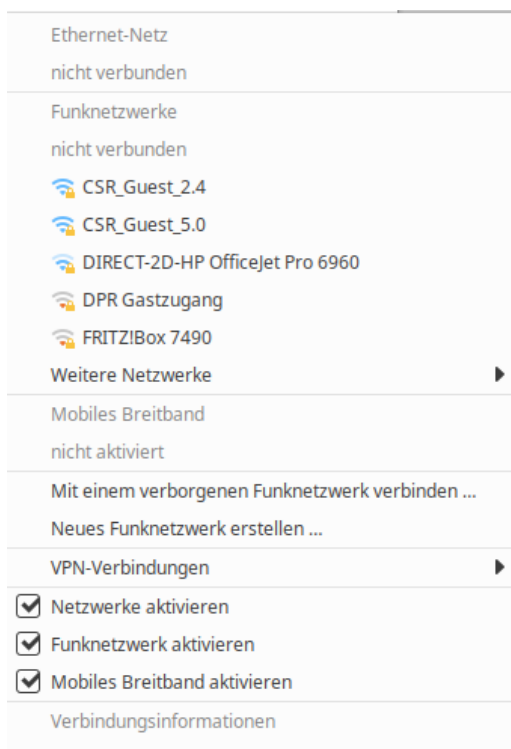 Ethernet-Netz
nicht verbunden
Funknetzwerke
nicht verbunden
CSR_Guest_2.4
CSR_Guest_5.0
DIRECT-2D-HP OfficeJet Pro 6960
DPR Gastzugang
FRITZ!Box 7490
Weitere Netzwerke
Mobiles Breitband
nicht aktiviert
Mit einem verborgenen Funknetzwerk verbinden ...
Neues Funknetzwerk erstellen ...
VPN-Verbindungen
Netzwerke aktivieren
Funknetzwerk aktivieren
Mobiles Breitband aktivieren
Verbindungsinformationen